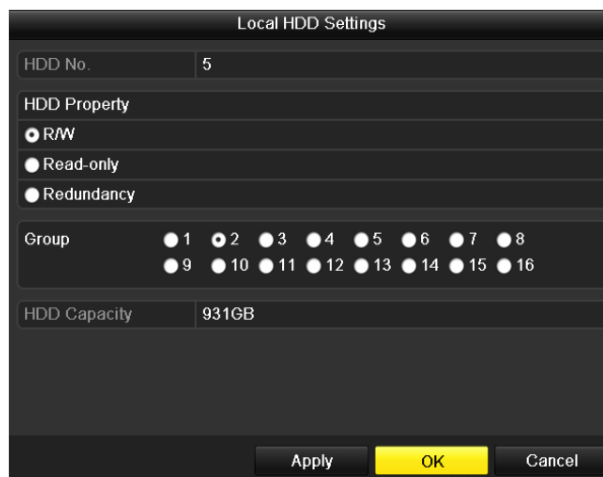 Local HDD Settings
HDD No. 5
HDD Property
R/W
Read-only
Redundancy
Group 1 2 3 4 5 6 7 8
9 10 11 12 13 14 15 16
HDD Capacity 931GB
Apply OK Cancel